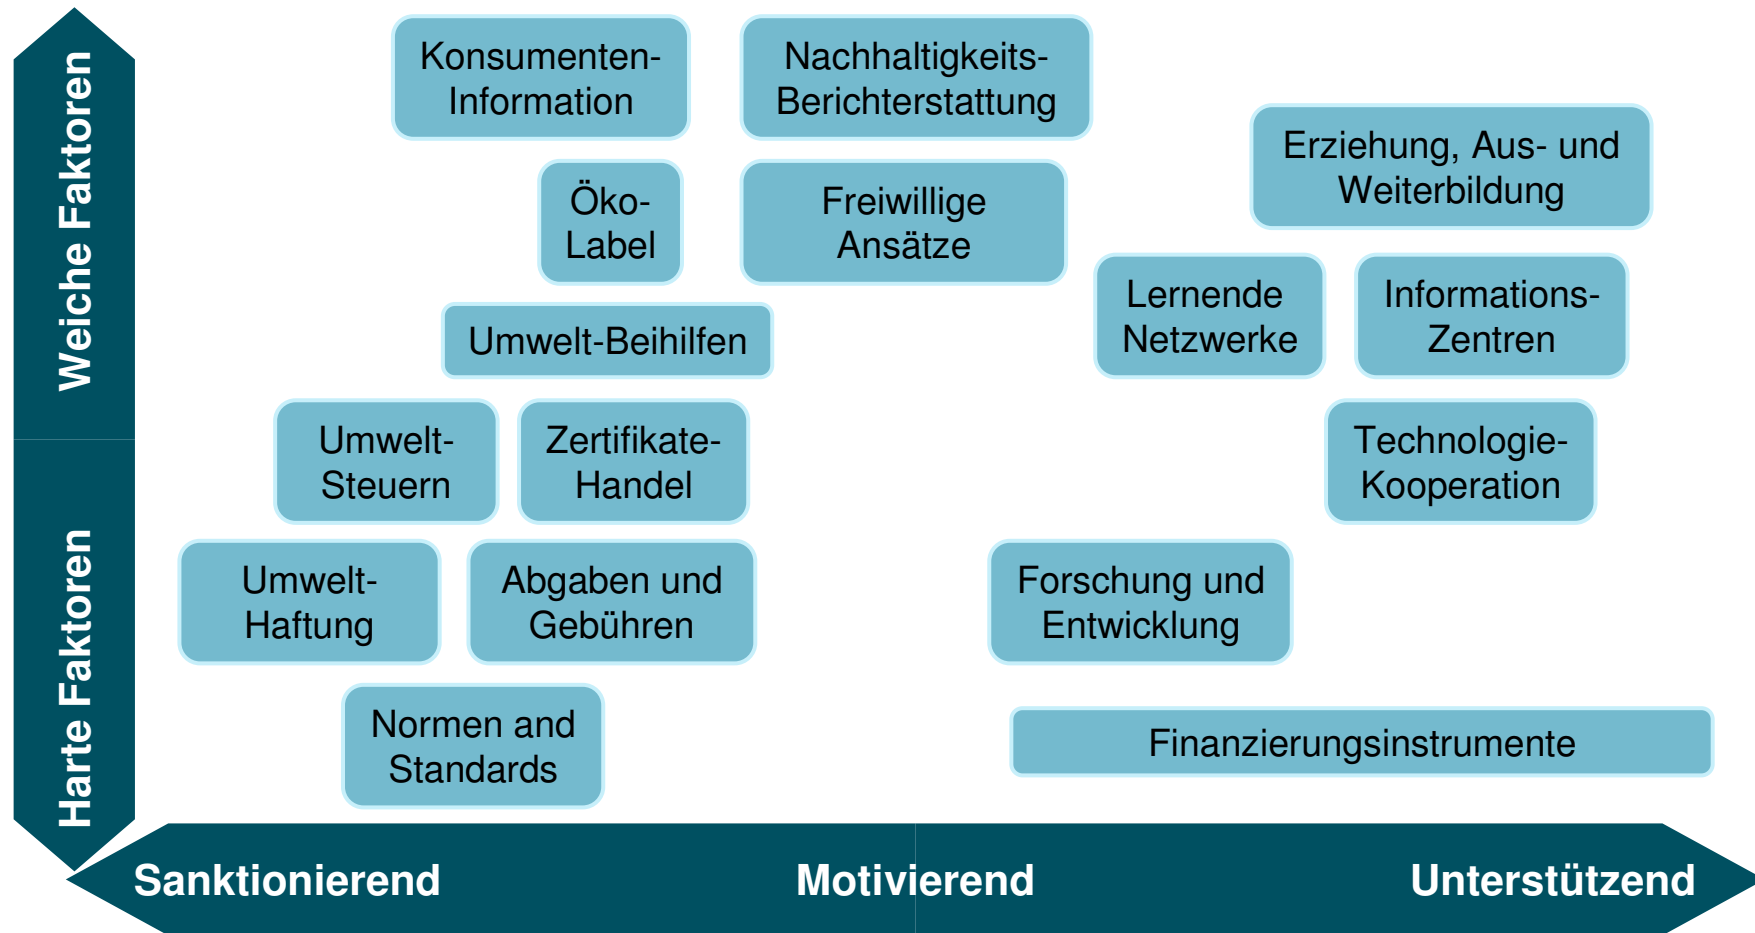 Weiche Faktoren
Harte Faktoren
Konsumenten-
Information
Nachhaltigkeits-
Berichterstattung
Erziehung, Aus- und
Weiterbildung
Öko-
Label
Freiwillige
Ansätze
Lernende
Netzwerke
Informations-
Zentren
Umwelt-Beihilfen
Umwelt-
Steuern
Zertifikate-
Handel
Technologie-
Kooperation
Umwelt-
Haftung
Abgaben und
Gebühren
Forschung und
Entwicklung
Normen and
Standards
Finanzierungsinstrumente
Sanktionierend
Motivierend
Unterstützend